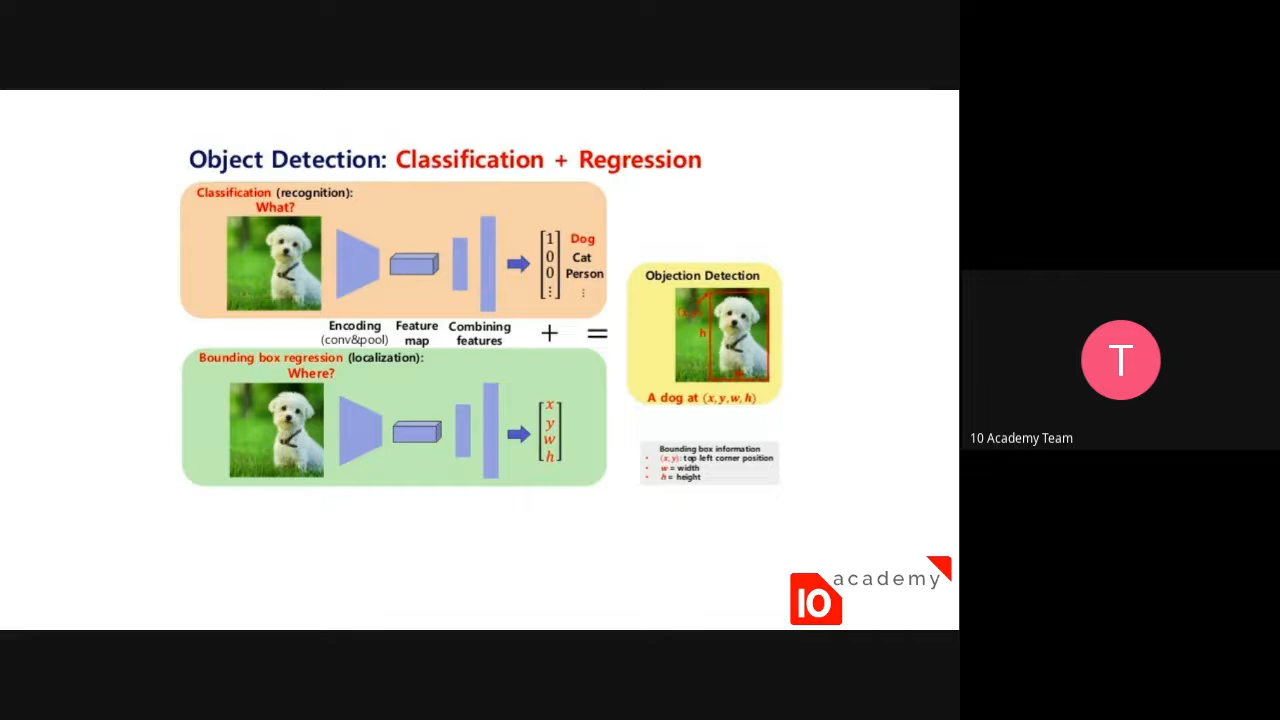 Object Detection: Classification + Regression
Classification (recognition):
What?
1
0
0
⋮
Dog
Cat
Person
⋮
Encoding
(conv&pool)
Feature
map
Combining
features
+
=
Bounding box regression (localization):
Where?
x
y
w
h
Objection Detection
h
A dog at (x, y, w, h)
Bounding box information
• (x, y): top left corner position
• w = width
• h = height
10 academy
T
10 Academy Team